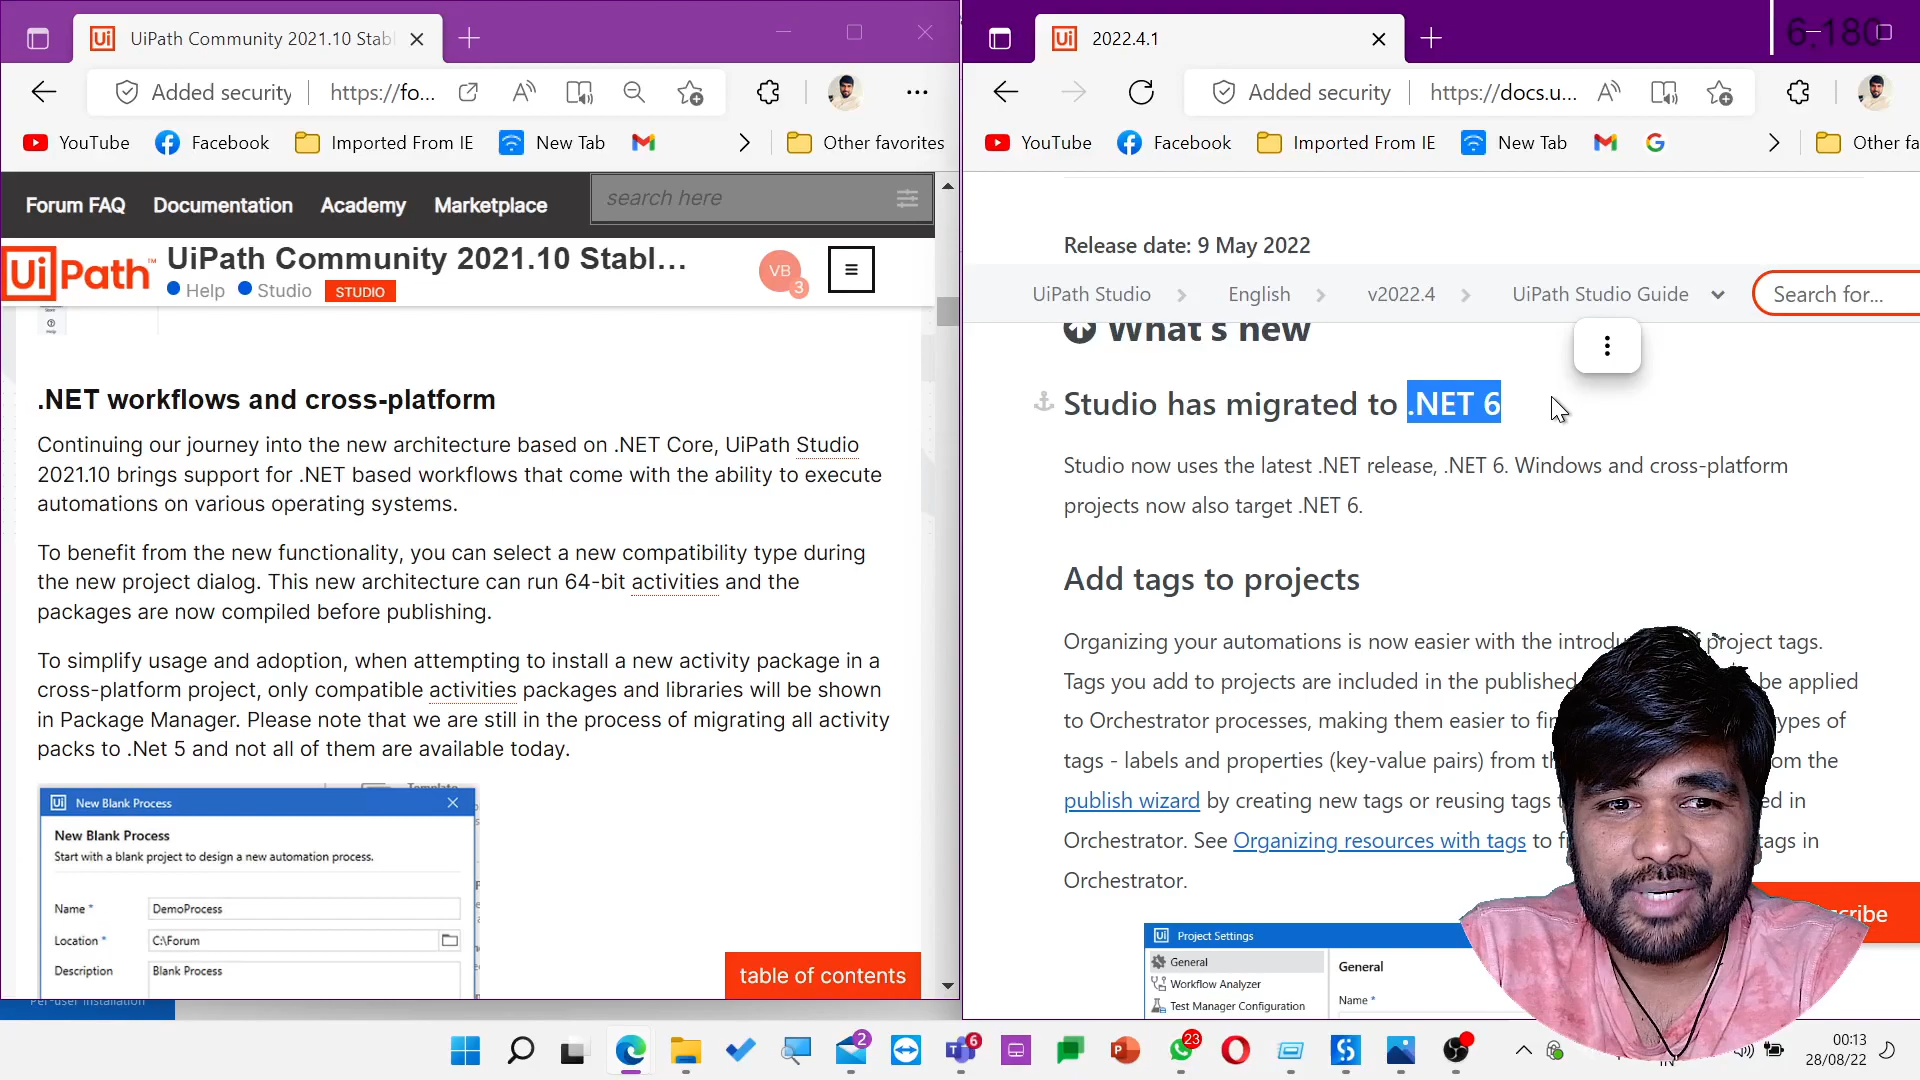 UiPath Community 2021.10 Stabl
Added security
https://fo...
YouTube
Facebook
Imported From IE
New Tab
Other favorites
Forum FAQ
Documentation
Academy
Marketplace
search here
UiPath
UiPath Community 2021.10 Stabl...
Help
Studio
STUDIO
VB
3
.NET workflows and cross-platform
Continuing our journey into the new architecture based on .NET Core, UiPath Studio
2021.10 brings support for .NET based workflows that come with the ability to execute
automations on various operating systems.
To benefit from the new functionality, you can select a new compatibility type during
the new project dialog. This new architecture can run 64-bit activities and the
packages are now compiled before publishing.
To simplify usage and adoption, when attempting to install a new activity package in a
cross-platform project, only compatible activities packages and libraries will be shown
in Package Manager. Please note that we are still in the process of migrating all activity
packs to .Net 5 and not all of them are available today.
New Blank Process
New Blank Process
Start with a blank project to design a new automation process.
Name *
DemoProcess
Location *
C:\Forum
Description
Blank Process
table of contents
Per-user Installation
2022.4.1
6,180
Added security
https://docs.u...
YouTube
Facebook
Imported From IE
New Tab
Other fa
Release date: 9 May 2022
UiPath Studio
English
v2022.4
UiPath Studio Guide
Search for...
What's new
Studio has migrated to .NET 6
Studio now uses the latest .NET release, .NET 6. Windows and cross-platform
projects now also target .NET 6.
Add tags to projects
Organizing your automations is now easier with the introdu project tags.
Tags you add to projects are included in the published be applied
to Orchestrator processes, making them easier to fin ypes of
tags - labels and properties (key-value pairs) from th om the
publish wizard by creating new tags or reusing tags ed in
Orchestrator. See Organizing resources with tags to fi tags in
Orchestrator.
cribe
Project Settings
General
Workflow Analyzer
Test Manager Configuration
General
Name *
2
6
23
00:13
28/08/22